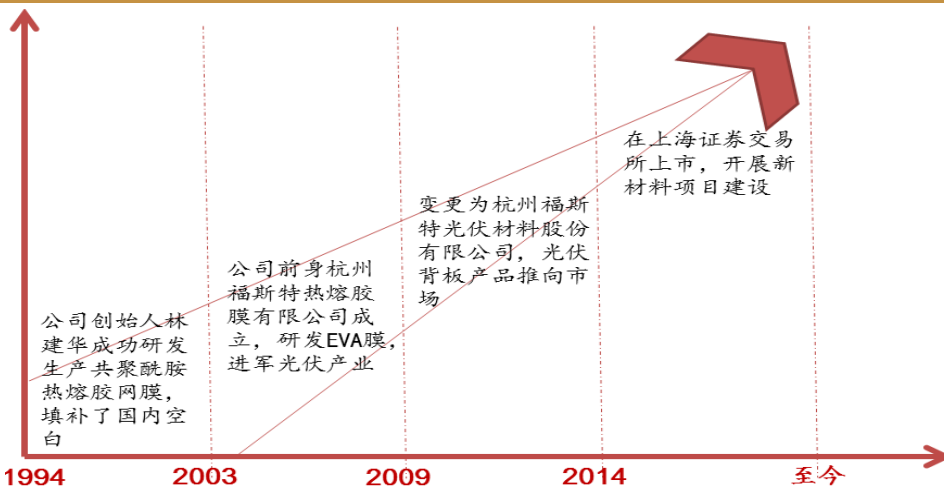 公司创始人林
建华成功研发
生产共聚酰胺
热熔胶网膜，
填补了国内空
白
公司前身杭州
福斯特热熔胶
膜有限公司成
立，研发EVA膜，
进军光伏产业
变更为杭州福斯
特光伏材料股份
有限公司，光伏
背板产品推向市
场
在上海证券交易
所上市，开展新
材料项目建设
1994
2003
2009
2014
至今